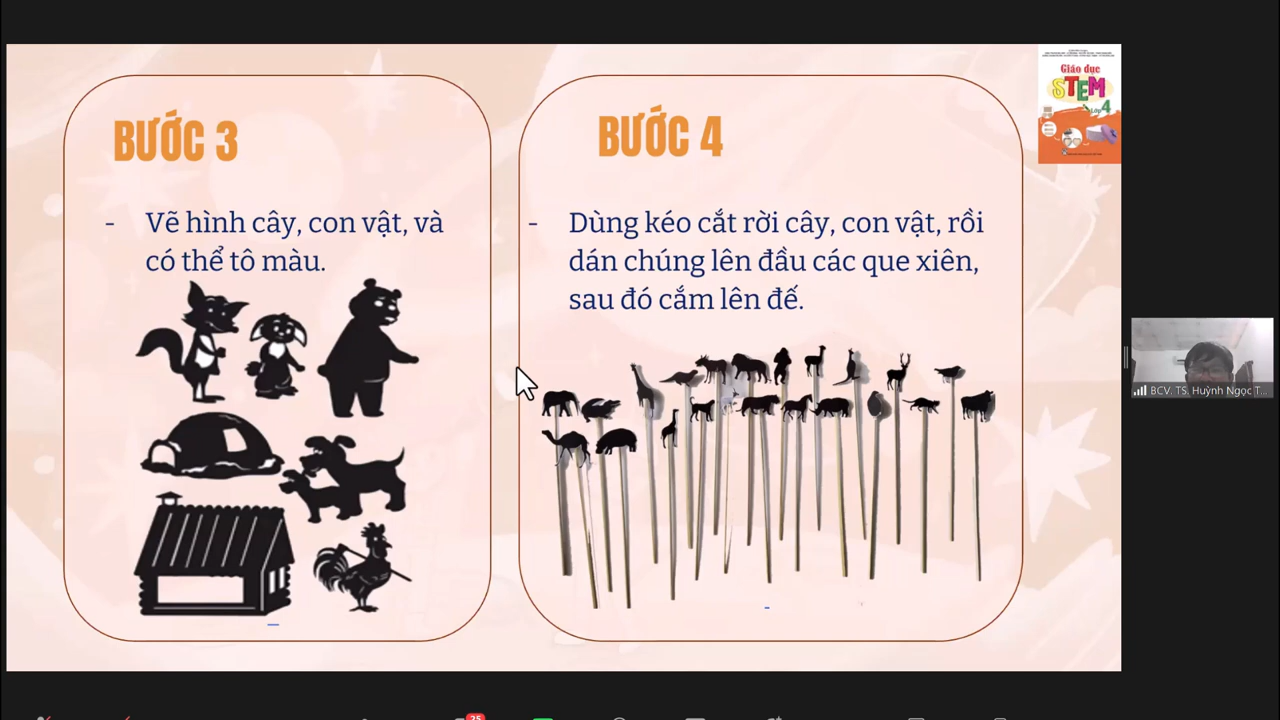 BƯỚC 3
- Vẽ hình cây, con vật, và
có thể tô màu.
BƯỚC 4
- Dùng kéo cắt rời cây, con vật, rồi
dán chúng lên đầu các que xiên,
sau đó cắm lên đế.
Giáo dục
STEM
Lớp 4
BCV. TS. Huỳnh Ngọc T...
25